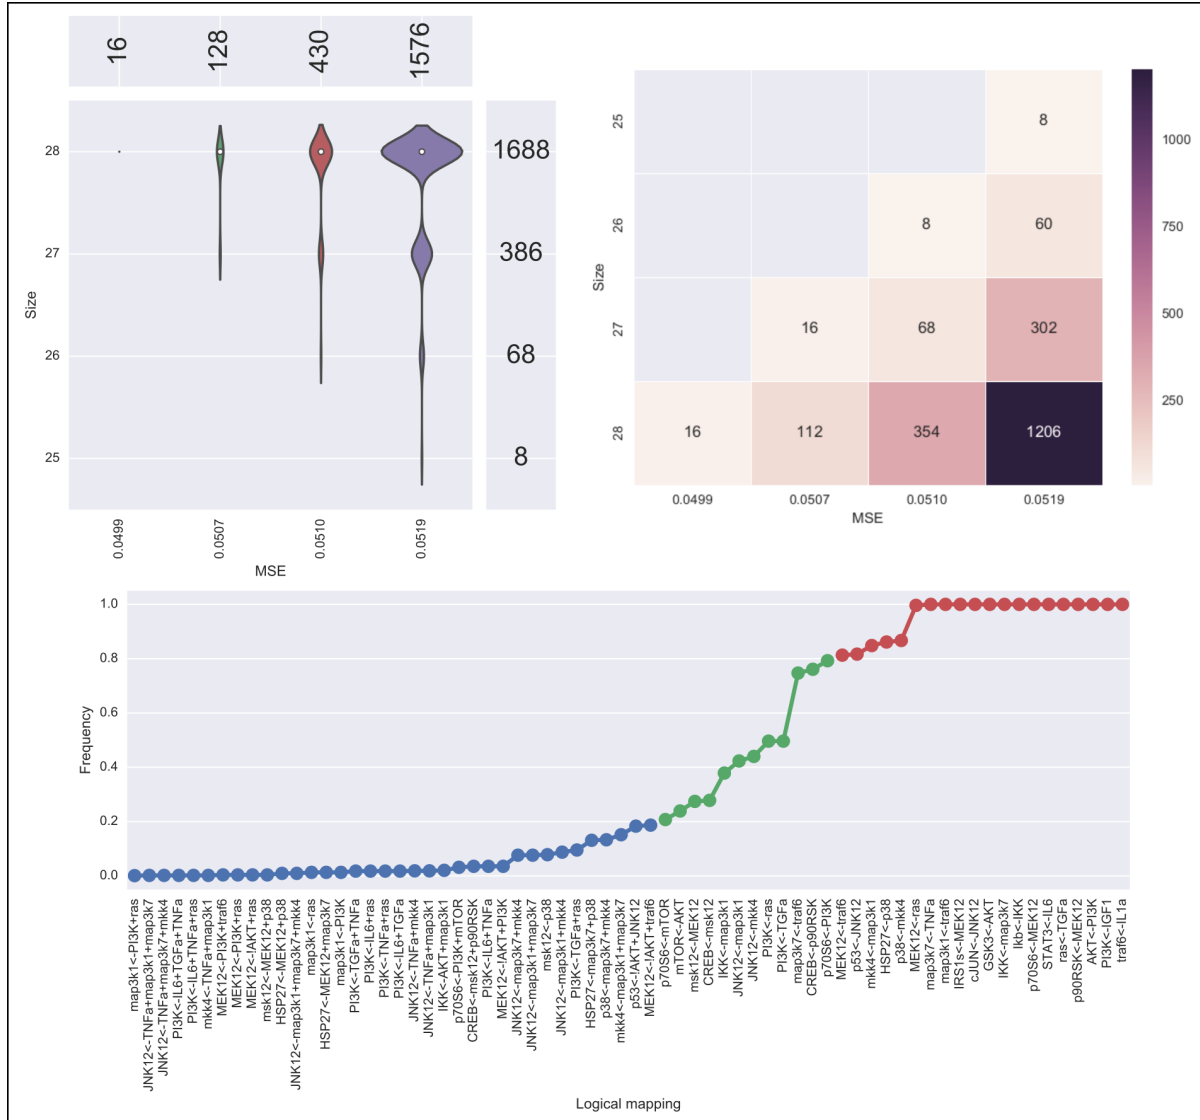 16
128
430
1576
28
27
26
25
Size
1688
386
68
8
0.0499
0.0507
0.0510
0.0519
MSE
25
26
27
28
Size
8
8
60
16
68
302
16
112
354
1206
0.0499
0.0507
0.0510
0.0519
MSE
1000
750
500
250
1.0
0.8
0.6
0.4
0.2
0.0
Frequency
map3k1<-PI3K+ras
JNK12<-TNFa+map3k1+map3k7
JNK12<-TNFa+map3k7+mkk4
PI3K<-IL6+TGFa+TNFa
PI3K<-IL6+TNFa+ras
mkk4<-TNFa+map3k1
MEK12<-PI3K+traf6
MEK12<-PI3K+ras
MEK12<-!AKT+ras
msk12<-MEK12+p38
HSP27<-MEK12+p38
JNK12<-map3k1+map3k7+mkk4
map3k1<-ras
HSP27<-MEK12+map3k7
map3k1<-PI3K
PI3K<-TGFa+TNFa
PI3K<-IL6+ras
PI3K<-TNFa+ras
PI3K<-IL6+TGFa
JNK12<-TNFa+mkk4
JNK12<-TNFa+map3k1
IKK<-AKT+map3k1
p70S6<-PI3K+mTOR
CREB<-msk12+p90RSK
PI3K<-IL6+TNFa
MEK12<-!AKT+PI3K
JNK12<-map3k7+mkk4
JNK12<-map3k1+map3k7
msk12<-p38
JNK12<-map3k1+mkk4
PI3K<-TGFa+ras
HSP27<-map3k7+p38
p38<-map3k7+mkk4
mkk4<-map3k1+map3k7
p53<-!AKT+JNK12
MEK12<-!AKT+traf6
p70S6<-mTOR
mTOR<-AKT
msk12<-MEK12
CREB<-msk12
IKK<-map3k1
JNK12<-map3k1
JNK12<-mkk4
PI3K<-ras
PI3K<-TGFa
map3k7<-traf6
CREB<-p90RSK
p70S6<-PI3K
MEK12<-traf6
p53<-JNK12
mkk4<-map3k1
HSP27<-p38
p38<-mkk4
MEK12<-ras
map3k7<-TNFa
map3k1<-traf6
IRS1s<-MEK12
cJUN<-JNK12
GSK3<-AKT
IKK<-map3k7
Ikb<-IKK
p70S6<-MEK12
STAT3<-IL6
ras<-TGFa
p90RSK<-MEK12
AKT<-PI3K
PI3K<-IGF1
traf6<-IL1a
Logical mapping